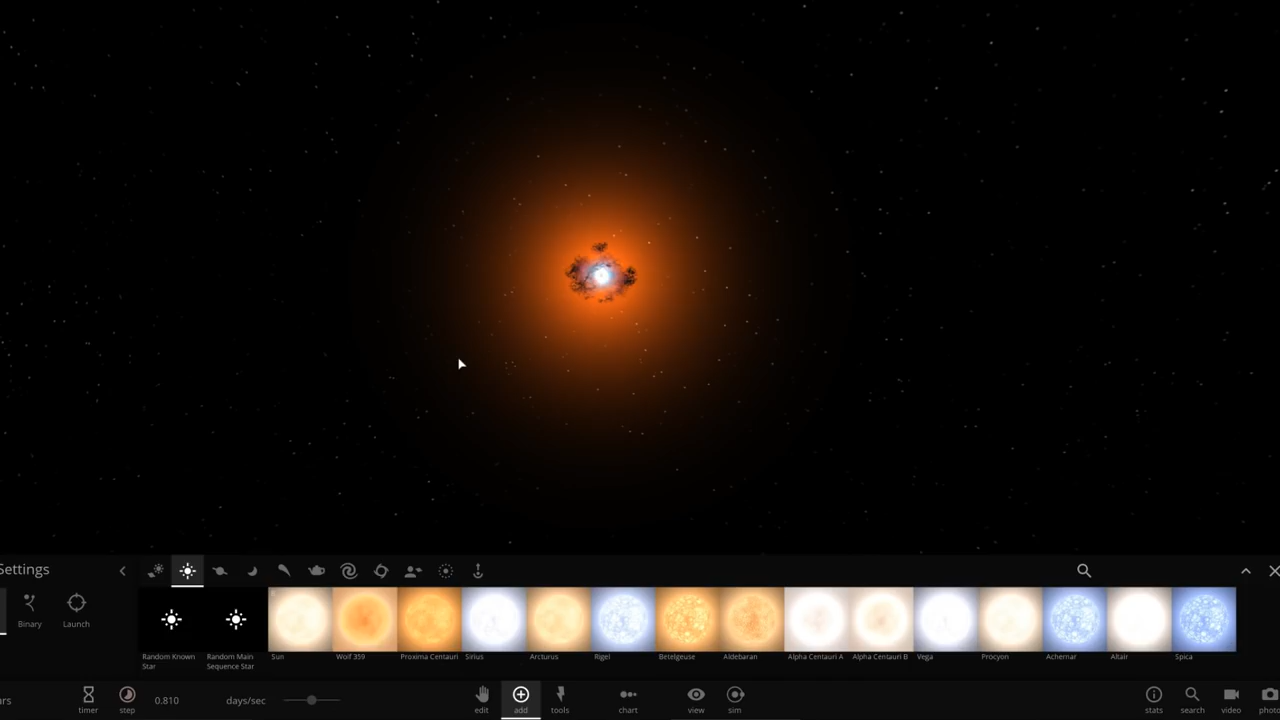 Settings
Binary
Launch
Random Known
Star
Random Main
Sequence Star
Sun
Wolf 359
Proxima Centauri
Sirius
Arcturus
Rigel
Betelgeuse
Aldebaran
Alpha Centauri A
Alpha Centauri B
Vega
Procyon
Achernar
Altair
Spica
timer
step
0.810
days/sec
edit
add
tools
chart
view
sim
stats
search
video
photo